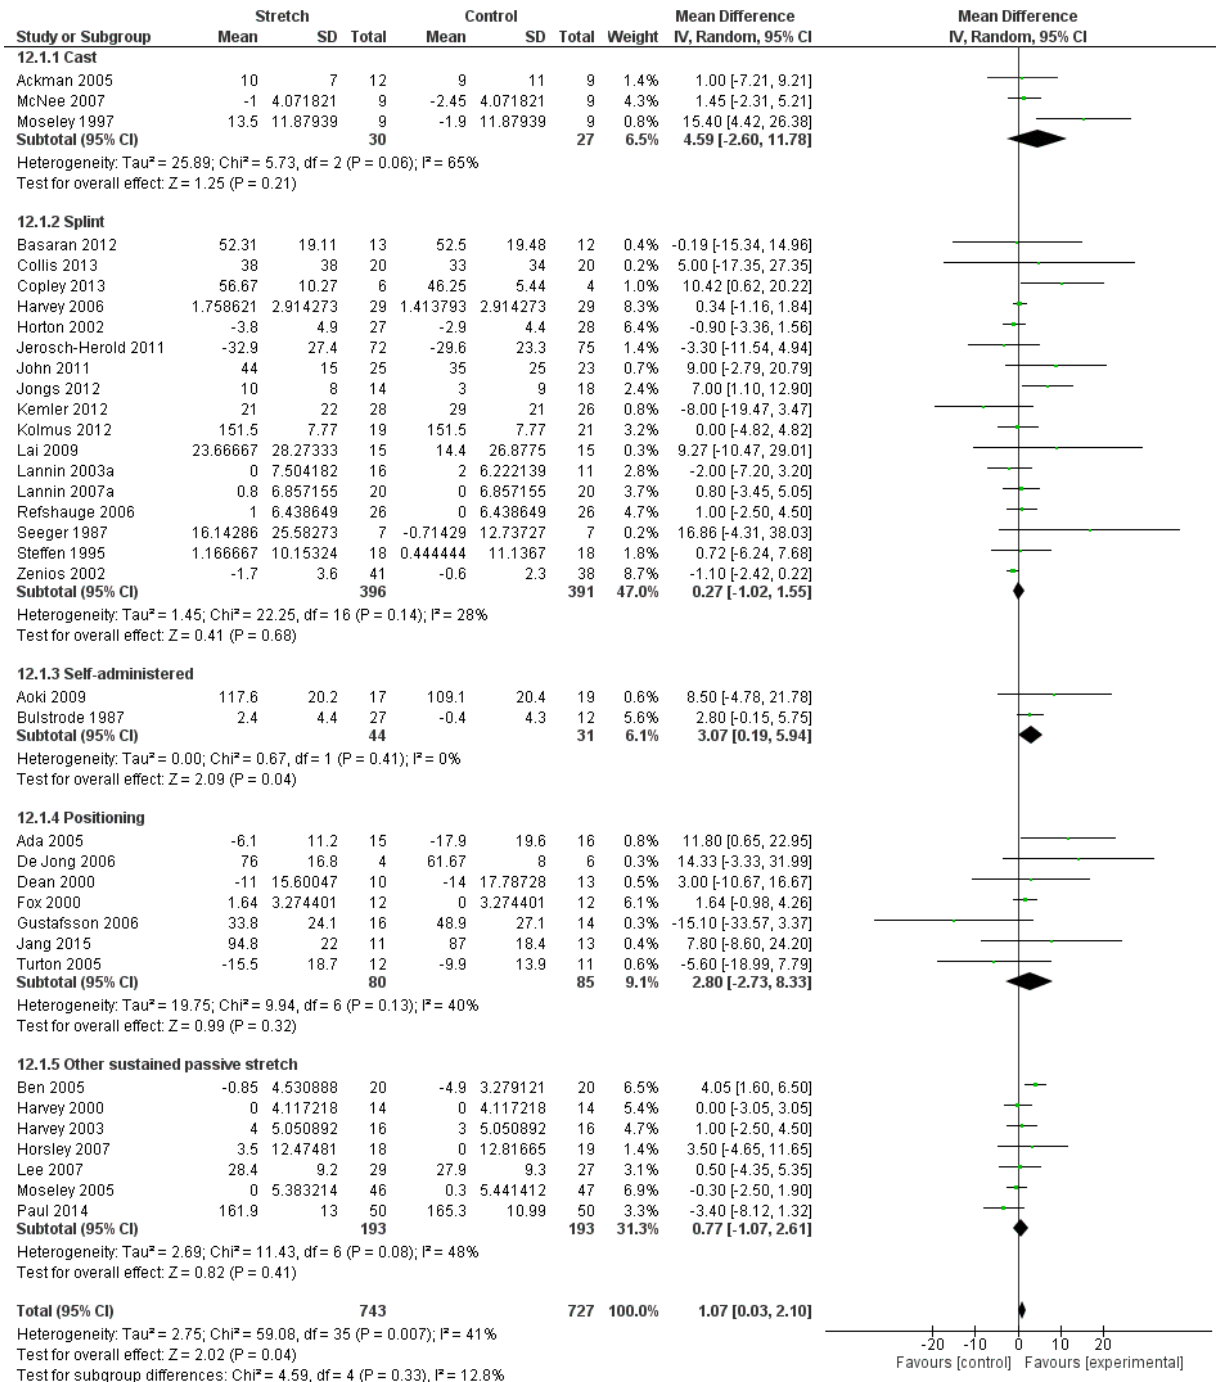 Stretch Control Mean Difference Mean Difference
Study or Subgroup Mean SD Total Mean SD Total Weight IV, Random, 95% CI IV, Random, 95% CI
12.1.1 Cast
Ackman 2005 10 7 12 9 11 9 1.4% 1.00 [-7.21, 9.21]
McNee 2007 -1 4.071821 9 -2.45 4.071821 9 4.3% 1.45 [-2.31, 5.21]
Moseley 1997 13.5 11.87939 9 -1.9 11.87939 9 0.8% 15.40 [4.42, 26.38]
Subtotal (95% CI) 30 27 6.5% 4.59 [-2.60, 11.78]
Heterogeneity: Tau² = 25.89; Chi² = 5.73, df = 2 (P = 0.06); I² = 65%
Test for overall effect: Z = 1.25 (P = 0.21)
12.1.2 Splint
Basaran 2012 52.31 19.11 13 52.5 19.48 12 0.4% -0.19 [-15.34, 14.96]
Collis 2013 38 38 20 33 34 20 0.2% 5.00 [-17.35, 27.35]
Copley 2013 56.67 10.27 6 46.25 5.44 4 1.0% 10.42 [0.62, 20.22]
Harvey 2006 1.758621 2.914273 29 1.413793 2.914273 29 8.3% 0.34 [-1.16, 1.84]
Horton 2002 -3.8 4.9 27 -2.9 4.4 28 6.4% -0.90 [-3.36, 1.56]
Jerosch-Herold 2011 -32.9 27.4 72 -29.6 23.3 75 1.4% -3.30 [-11.54, 4.94]
John 2011 44 15 25 35 25 23 0.7% 9.00 [-2.79, 20.79]
Jongs 2012 10 8 14 3 9 18 2.4% 7.00 [1.10, 12.90]
Kemler 2012 21 22 28 29 21 26 0.8% -8.00 [-19.47, 3.47]
Kolmus 2012 151.5 7.77 19 151.5 7.77 21 3.2% 0.00 [-4.82, 4.82]
Lai 2009 23.66667 28.27333 15 14.4 26.8775 15 0.3% 9.27 [-10.47, 29.01]
Lannin 2003a 0 7.504182 16 2 6.222139 11 2.8% -2.00 [-7.20, 3.20]
Lannin 2007a 0.8 6.857155 20 0 6.857155 20 3.7% 0.80 [-3.45, 5.05]
Refshauge 2006 1 6.438649 26 0 6.438649 26 4.7% 1.00 [-2.50, 4.50]
Seeger 1987 16.14286 25.58273 7 -0.71429 12.73727 7 0.2% 16.86 [-4.31, 38.03]
Steffen 1995 1.166667 10.15324 18 0.444444 11.1367 18 1.8% 0.72 [-6.24, 7.68]
Zenios 2002 -1.7 3.6 41 -0.6 2.3 38 8.7% -1.10 [-2.42, 0.22]
Subtotal (95% CI) 396 391 47.0% 0.27 [-1.02, 1.55]
Heterogeneity: Tau² = 1.45; Chi² = 22.25, df = 16 (P = 0.14); I² = 28%
Test for overall effect: Z = 0.41 (P = 0.68)
12.1.3 Self-administered
Aoki 2009 117.6 20.2 17 109.1 20.4 19 0.6% 8.50 [-4.78, 21.78]
Bulstrode 1987 2.4 4.4 27 -0.4 4.3 12 5.6% 2.80 [-0.15, 5.75]
Subtotal (95% CI) 44 31 6.1% 3.07 [0.19, 5.94]
Heterogeneity: Tau² = 0.00; Chi² = 0.67, df = 1 (P = 0.41); I² = 0%
Test for overall effect: Z = 2.09 (P = 0.04)
12.1.4 Positioning
Ada 2005 -6.1 11.2 15 -17.9 19.6 16 0.8% 11.80 [0.65, 22.95]
De Jong 2006 76 16.8 4 61.67 8 6 0.3% 14.33 [-3.33, 31.99]
Dean 2000 -11 15.60047 10 -14 17.78728 13 0.5% 3.00 [-10.67, 16.67]
Fox 2000 1.64 3.274401 12 0 3.274401 12 6.1% 1.64 [-0.98, 4.26]
Gustafsson 2006 33.8 24.1 16 48.9 27.1 14 0.3% -15.10 [-33.57, 3.37]
Jang 2015 94.8 22 11 87 18.4 13 0.4% 7.80 [-8.60, 24.20]
Turton 2005 -15.5 18.7 12 -9.9 13.9 11 0.6% -5.60 [-18.99, 7.79]
Subtotal (95% CI) 80 85 9.1% 2.80 [-2.73, 8.33]
Heterogeneity: Tau² = 19.75; Chi² = 9.94, df = 6 (P = 0.13); I² = 40%
Test for overall effect: Z = 0.99 (P = 0.32)
12.1.5 Other sustained passive stretch
Ben 2005 -0.85 4.530888 20 -4.9 3.279121 20 6.5% 4.05 [1.60, 6.50]
Harvey 2000 0 4.117218 14 0 4.117218 14 5.4% 0.00 [-3.05, 3.05]
Harvey 2003 4 5.050892 16 3 5.050892 16 4.7% 1.00 [-2.50, 4.50]
Horsley 2007 3.5 12.47481 18 0 12.81665 19 1.4% 3.50 [-4.65, 11.65]
Lee 2007 28.4 9.2 29 27.9 9.3 27 3.1% 0.50 [-4.35, 5.35]
Moseley 2005 0 5.383214 46 0.3 5.441412 47 6.9% -0.30 [-2.50, 1.90]
Paul 2014 161.9 13 50 165.3 10.99 50 3.3% -3.40 [-8.12, 1.32]
Subtotal (95% CI) 193 193 31.3% 0.77 [-1.07, 2.61]
Heterogeneity: Tau² = 2.69; Chi² = 11.43, df = 6 (P = 0.08); I² = 48%
Test for overall effect: Z = 0.82 (P = 0.41)
Total (95% CI) 743 727 100.0% 1.07 [0.03, 2.10]
Heterogeneity: Tau² = 2.75; Chi² = 59.08, df = 35 (P = 0.007); I² = 41%
Test for overall effect: Z = 2.02 (P = 0.04)
Test for subgroup differences: Chi² = 4.59, df = 4 (P = 0.33), I² = 12.8%
-20 -10 0 10 20
Favours [control] Favours [experimental]